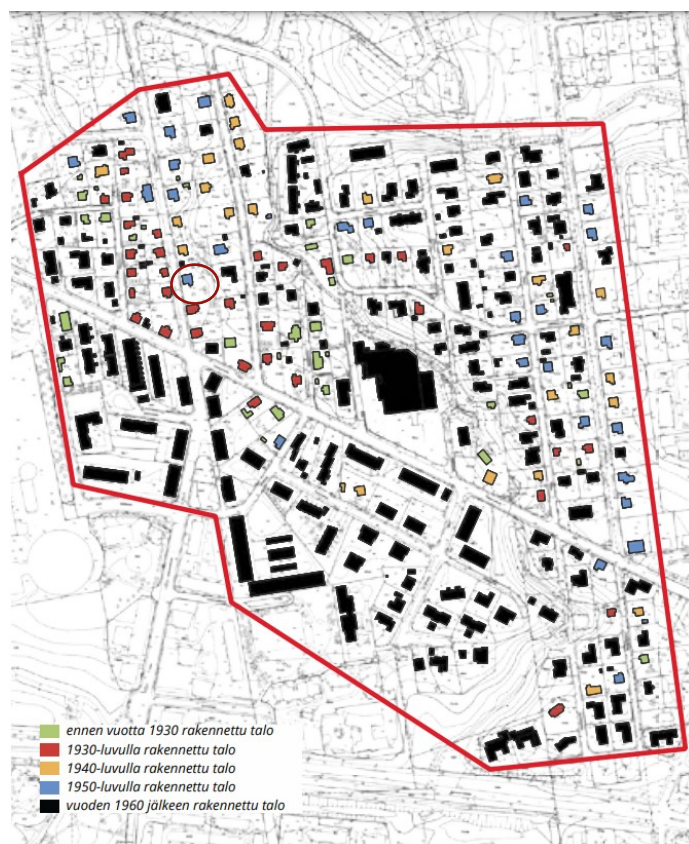 ennen vuotta 1930 rakennettu talo
1930-luvulla rakennettu talo
1940-luvulla rakennettu talo
1950-luvulla rakennettu talo
vuoden 1960 jälkeen rakennettu talo